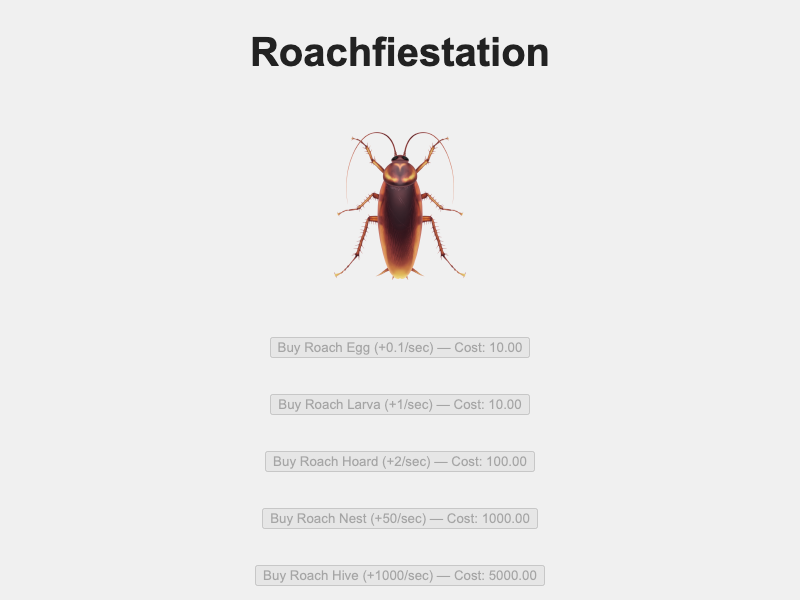 Roachfiestation
Buy Roach Egg (+0.1/sec) — Cost: 10.00
Buy Roach Larva (+1/sec) — Cost: 10.00
Buy Roach Hoard (+2/sec) — Cost: 100.00
Buy Roach Nest (+50/sec) — Cost: 1000.00
Buy Roach Hive (+1000/sec) — Cost: 5000.00